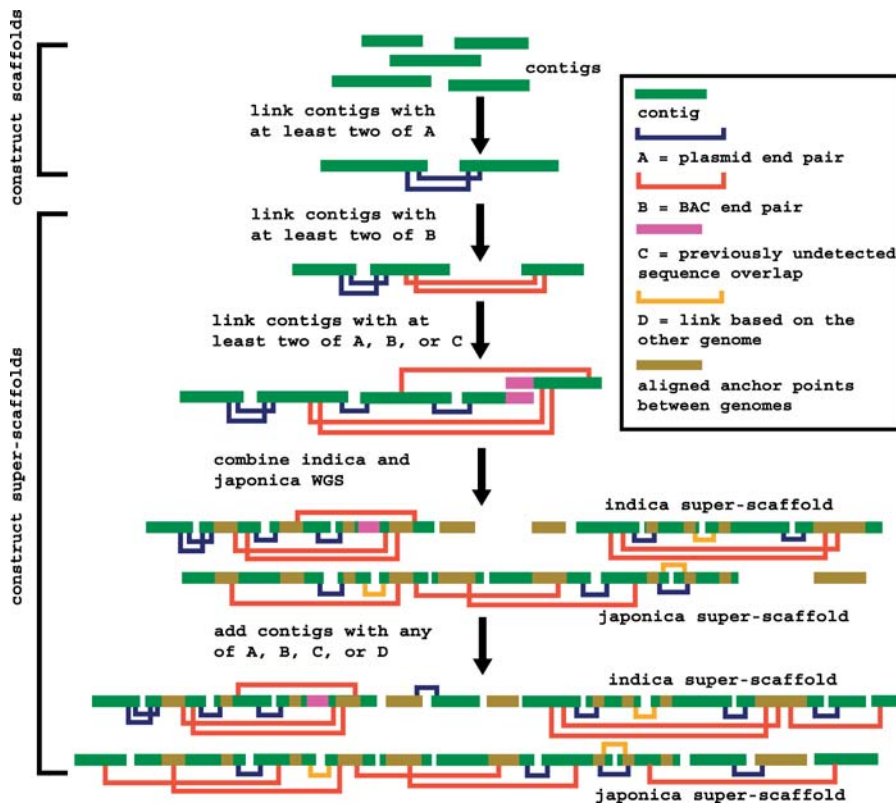 construct scaffolds
contigs
link contigs with
at least two of A
link contigs with
at least two of B
link contigs with at
least two of A, B, or C
construct super-scaffolds
combine indica and
japonica WGS
indica super-scaffold
japonica super-scaffold
add contigs with any
of A, B, C, or D
indica super-scaffold
japonica super-scaffold
contig
A = plasmid end pair
B = BAC end pair
C = previously undetected
sequence overlap
D = link based on the
other genome
aligned anchor points
between genomes